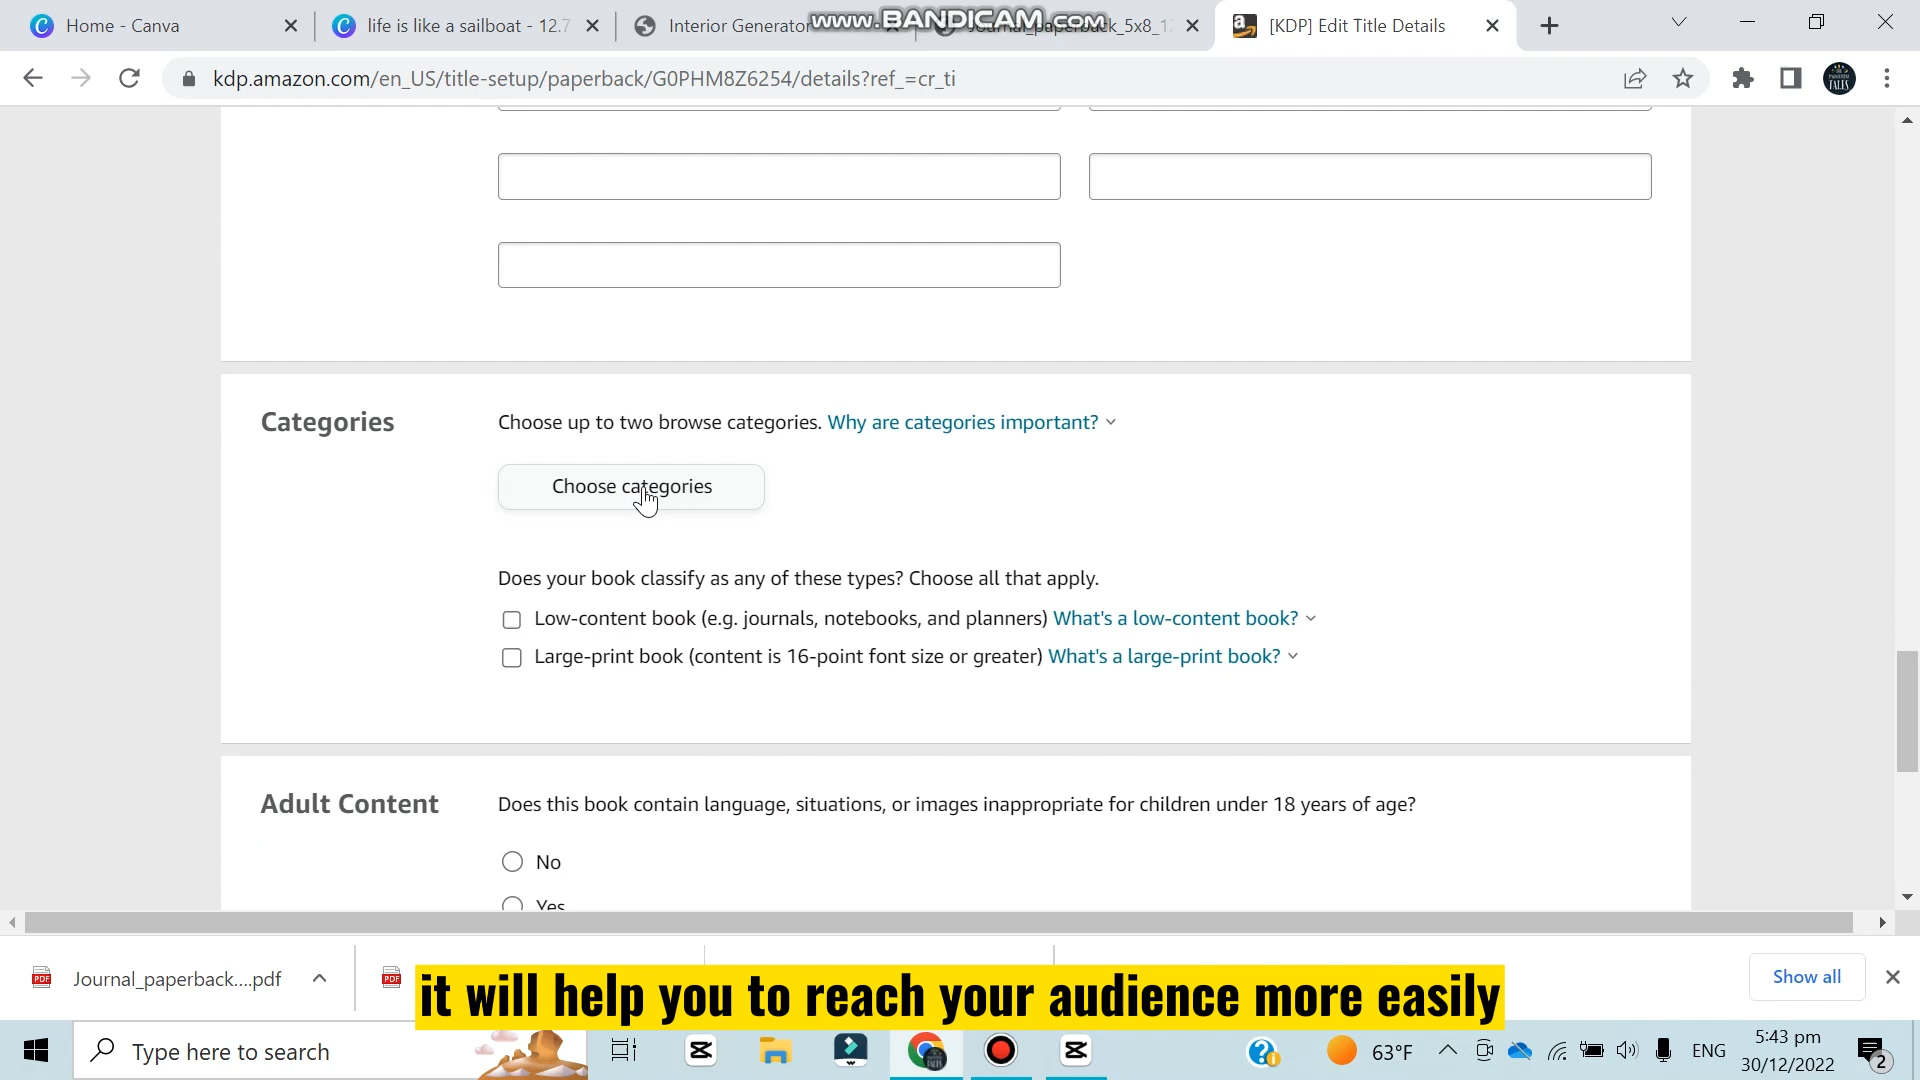 Home - Canva
life is like a sailboat - 12.7
Interior Generator
Journal_paperback_5x8_1
[KDP] Edit Title Details
www.BANDICAM.com
kdp.amazon.com/en_US/title-setup/paperback/G0PHM8Z6254/details?ref_=cr_ti
Categories
Choose up to two browse categories. Why are categories important?
Choose categories
Does your book classify as any of these types? Choose all that apply.
Low-content book (e.g. journals, notebooks, and planners) What's a low-content book?
Large-print book (content is 16-point font size or greater) What's a large-print book?
Adult Content
Does this book contain language, situations, or images inappropriate for children under 18 years of age?
No
Yes
PDF
Journal_paperback....pdf
PDF
Show all
it will help you to reach your audience more easily
Type here to search
63°F
ENG
5:43 pm
30/12/2022
2